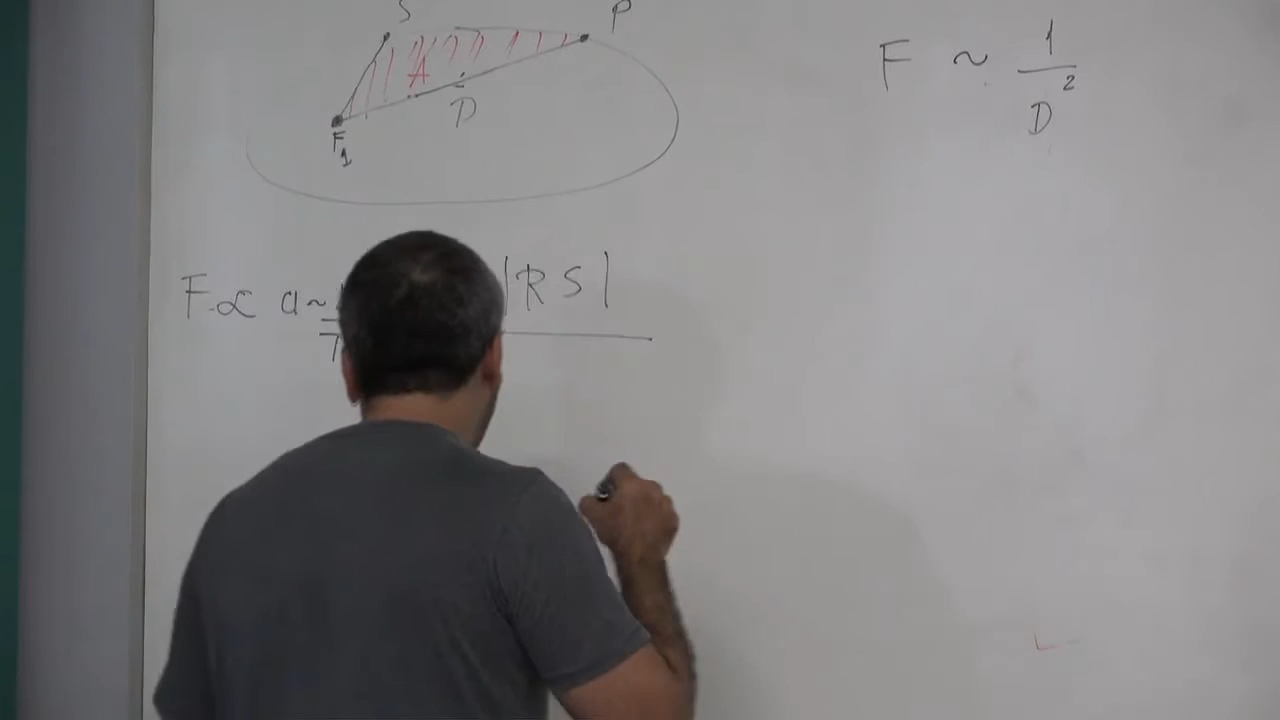 S P
A
D
F1
F ~ 1
D2
F ∝ a ~
|RS|